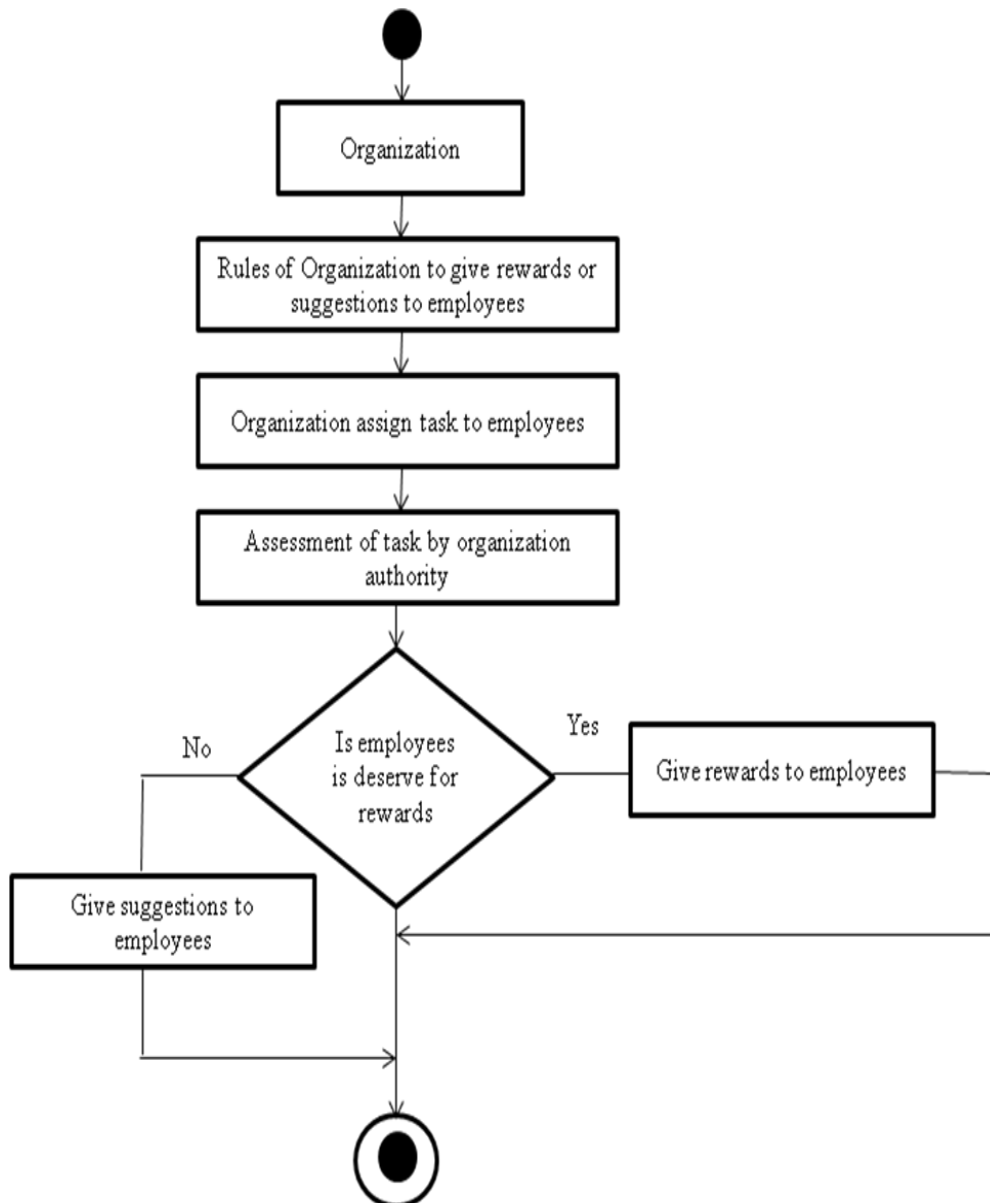 Organization
Rules of Organization to give rewards or
suggestions to employees
Organization assign task to employees
Assessment of task by organization
authority
Is employees
is deserve for
rewards
No
Yes
Give rewards to employees
Give suggestions to
employees